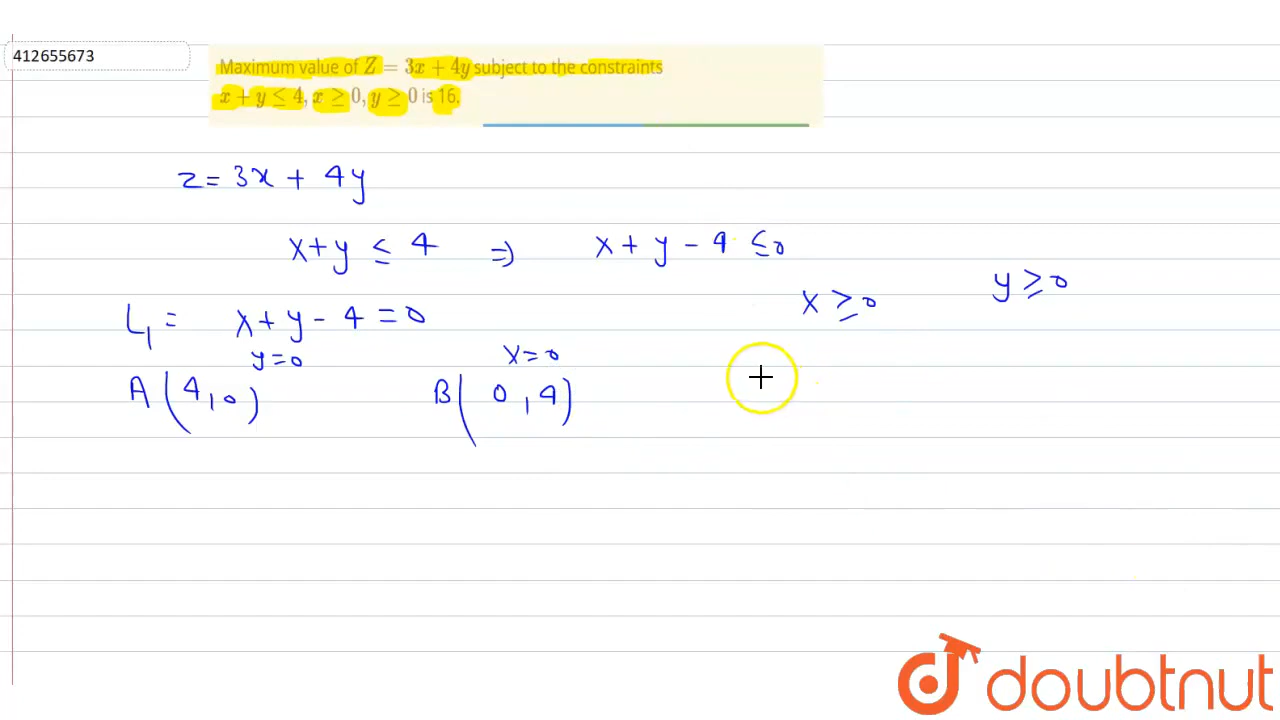 412655673
Maximum value of Z = 3x + 4y subject to the constraints
x + y ≤ 4, x ≥ 0, y ≥ 0 is 16.
z = 3x + 4y
x+y ≤ 4 ⇒ x + y - 4 ≤ 0
x ≥ 0 y ≥ 0
L₁ = x + y - 4 = 0
y = 0 x = 0
A (4, 0) B (0, 4)
doubtnut